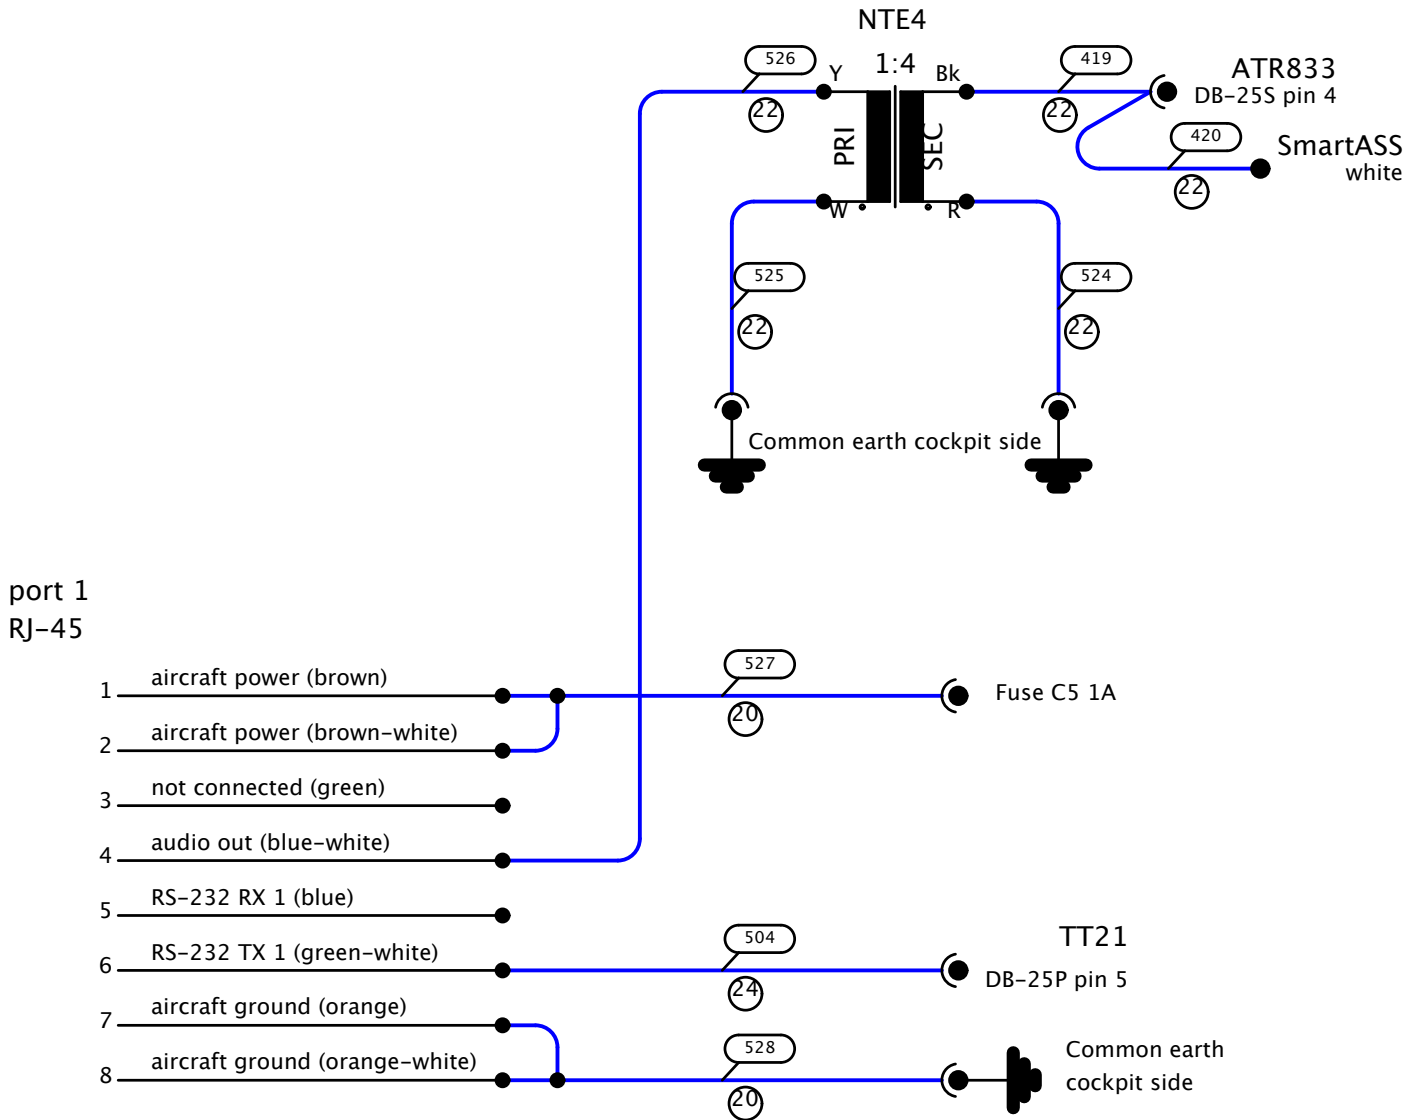 NTE4
526
Y
1:4
Bk
419
ATR833
DB-25S pin 4
22
PRI
SEC
22
420
SmartASS
white
22
W
R
525
524
22
22
Common earth cockpit side
port 1
RJ-45
1 aircraft power (brown)
527
20
Fuse C5 1A
2 aircraft power (brown-white)
3 not connected (green)
4 audio out (blue-white)
5 RS-232 RX 1 (blue)
6 RS-232 TX 1 (green-white)
504
24
TT21
DB-25P pin 5
7 aircraft ground (orange)
8 aircraft ground (orange-white)
528
20
Common earth
cockpit side